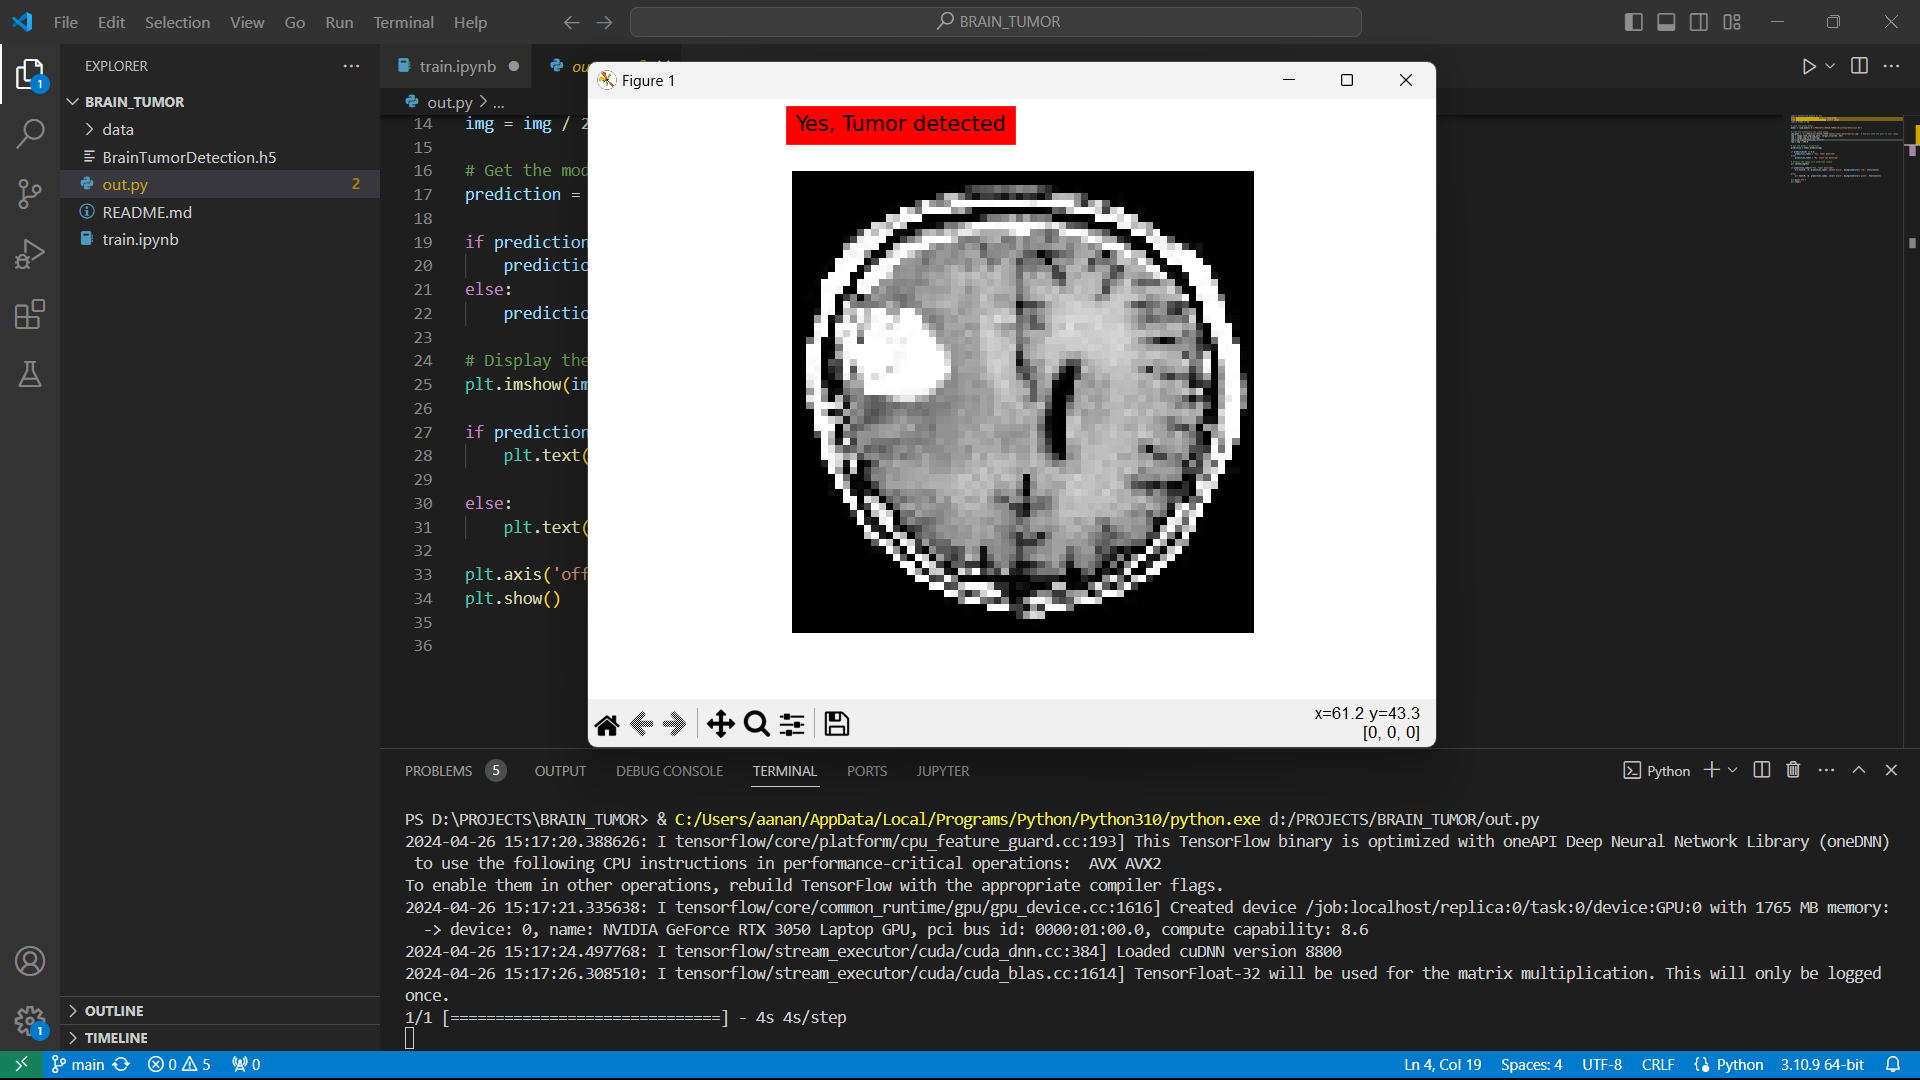 File Edit Selection View Go Run Terminal Help
BRAIN_TUMOR
EXPLORER
BRAIN_TUMOR
data
BrainTumorDetection.h5
out.py 2
README.md
train.ipynb
OUTLINE
TIMELINE
train.ipynb
out.py > ...
14 img = img / 2
15
16 # Get the mod
17 prediction =
18
19 if prediction
20 predictio
21 else:
22 predictio
23
24 # Display the
25 plt.imshow(im
26
27 if prediction
28 plt.text(
29
30 else:
31 plt.text(
32
33 plt.axis('off
34 plt.show()
35
36
Figure 1
Yes, Tumor detected
x=61.2 y=43.3
[0, 0, 0]
PROBLEMS 5 OUTPUT DEBUG CONSOLE TERMINAL PORTS JUPYTER
Python
PS D:\PROJECTS\BRAIN_TUMOR> & C:/Users/aanan/AppData/Local/Programs/Python/Python310/python.exe d:/PROJECTS/BRAIN_TUMOR/out.py
2024-04-26 15:17:20.388626: I tensorflow/core/platform/cpu_feature_guard.cc:193] This TensorFlow binary is optimized with oneAPI Deep Neural Network Library (oneDNN)
to use the following CPU instructions in performance-critical operations: AVX AVX2
To enable them in other operations, rebuild TensorFlow with the appropriate compiler flags.
2024-04-26 15:17:21.335638: I tensorflow/core/common_runtime/gpu/gpu_device.cc:1616] Created device /job:localhost/replica:0/task:0/device:GPU:0 with 1765 MB memory:
-> device: 0, name: NVIDIA GeForce RTX 3050 Laptop GPU, pci bus id: 0000:01:00.0, compute capability: 8.6
2024-04-26 15:17:24.497768: I tensorflow/stream_executor/cuda/cuda_dnn.cc:384] Loaded cuDNN version 8800
2024-04-26 15:17:26.308510: I tensorflow/stream_executor/cuda/cuda_blas.cc:1614] TensorFloat-32 will be used for the matrix multiplication. This will only be logged
once.
1/1 [==============================] - 4s 4s/step
main 0 5 0
Ln 4, Col 19 Spaces: 4 UTF-8 CRLF Python 3.10.9 64-bit